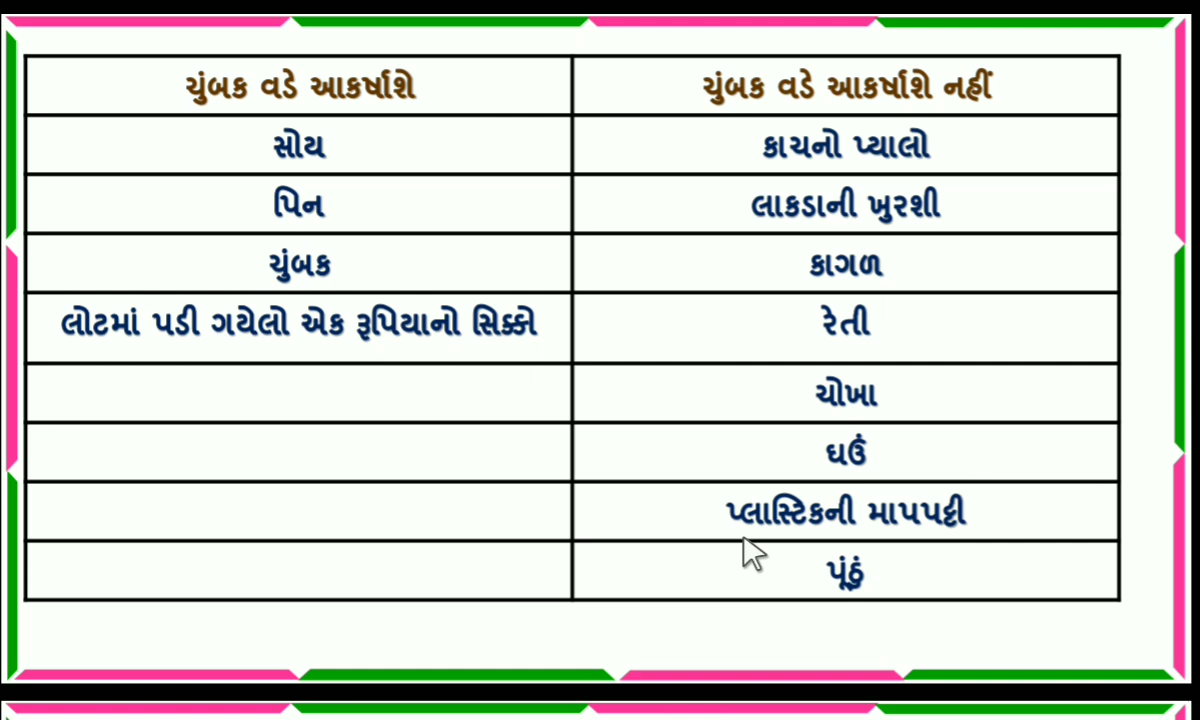 ચુંબક વડે આકર્ષાશે	ચુંબક વડે આકર્ષાશે નહીં
સોય	કાચનો પ્યાલો
પિન	લાકડાની ખુરશી
ચુંબક	કાગળ
લોટમાં પડી ગયેલો એક રૂપિયાનો સિક્કો	રેતી
ચોખા
ઘઉં
પ્લાસ્ટિકની માપપટ્ટી
પૂંઠું